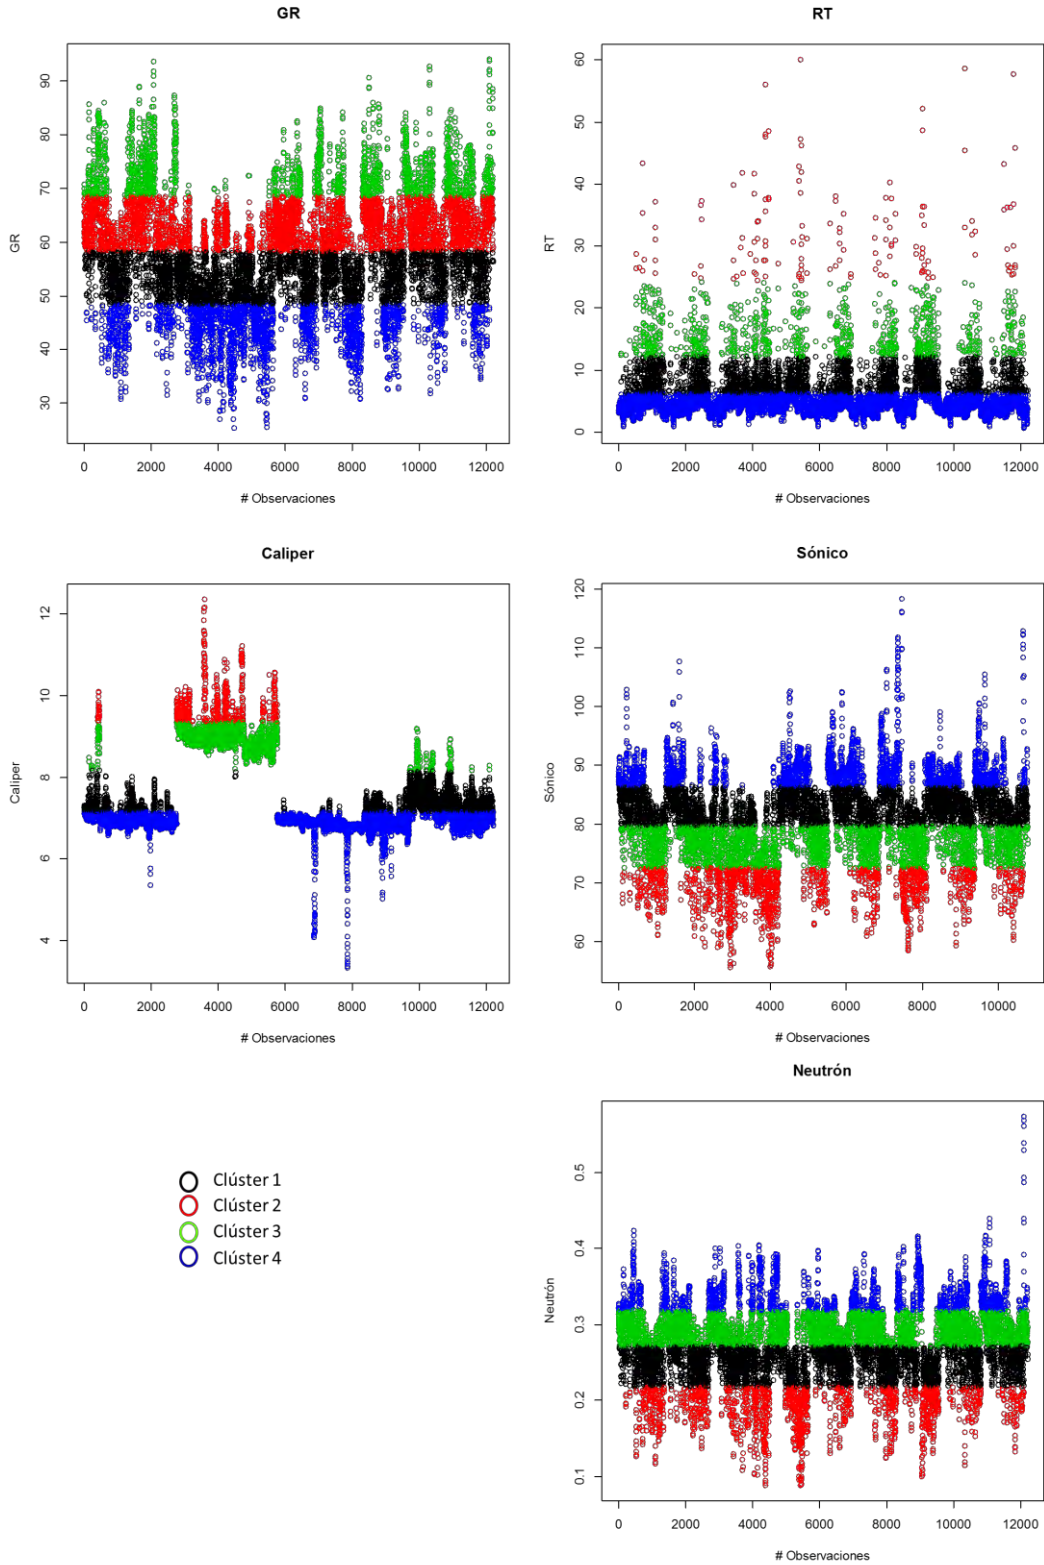 GR
90
80
70
60
50
40
30
GR
0 2000 4000 6000 8000 10000 12000
# Observaciones
RT
60
50
40
30
20
10
0
RT
0 2000 4000 6000 8000 10000 12000
# Observaciones
Caliper
12
10
8
6
4
Caliper
0 2000 4000 6000 8000 10000 12000
# Observaciones
Sónico
120
110
100
90
80
70
60
Sónico
0 2000 4000 6000 8000 10000
# Observaciones
Clúster 1
Clúster 2
Clúster 3
Clúster 4
Neutrón
0.5
0.4
0.3
0.2
0.1
Neutrón
0 2000 4000 6000 8000 10000 12000
# Observaciones